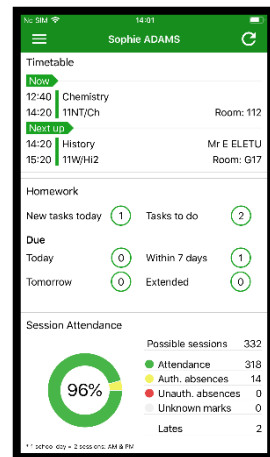 No SIM 14:01
Sophie ADAMS
Timetable
Now
12:40 Chemistry
14:20 11NT/Ch Room: 112
Next up
14:20 History Mr E ELETU
15:20 11W/Hi2 Room: G17
Homework
New tasks today 1 Tasks to do 2
Due
Today 0 Within 7 days 1
Tomorrow 0 Extended 0
Session Attendance
Possible sessions 332
Attendance 318
Auth. absences 14
96%
Unauth. absences 0
Unknown marks 0
Lates 2
* 1 school day = 2 sessions, AM & PM